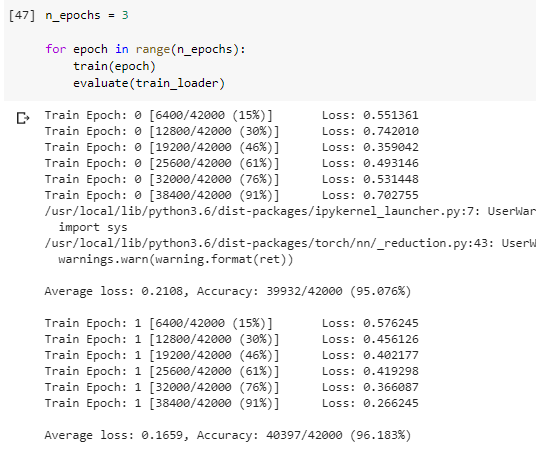 [47] n_epochs = 3
for epoch in range(n_epochs):
train(epoch)
evaluate(train_loader)
Train Epoch: 0 [6400/42000 (15%)] Loss: 0.551361
Train Epoch: 0 [12800/42000 (30%)] Loss: 0.742010
Train Epoch: 0 [19200/42000 (46%)] Loss: 0.359042
Train Epoch: 0 [25600/42000 (61%)] Loss: 0.493146
Train Epoch: 0 [32000/42000 (76%)] Loss: 0.531448
Train Epoch: 0 [38400/42000 (91%)] Loss: 0.702755
/usr/local/lib/python3.6/dist-packages/ipykernel_launcher.py:7: UserWar
import sys
/usr/local/lib/python3.6/dist-packages/torch/nn/_reduction.py:43: UserW
warnings.warn(warning.format(ret))
Average loss: 0.2108, Accuracy: 39932/42000 (95.076%)
Train Epoch: 1 [6400/42000 (15%)] Loss: 0.576245
Train Epoch: 1 [12800/42000 (30%)] Loss: 0.456126
Train Epoch: 1 [19200/42000 (46%)] Loss: 0.402177
Train Epoch: 1 [25600/42000 (61%)] Loss: 0.419298
Train Epoch: 1 [32000/42000 (76%)] Loss: 0.366087
Train Epoch: 1 [38400/42000 (91%)] Loss: 0.266245
Average loss: 0.1659, Accuracy: 40397/42000 (96.183%)